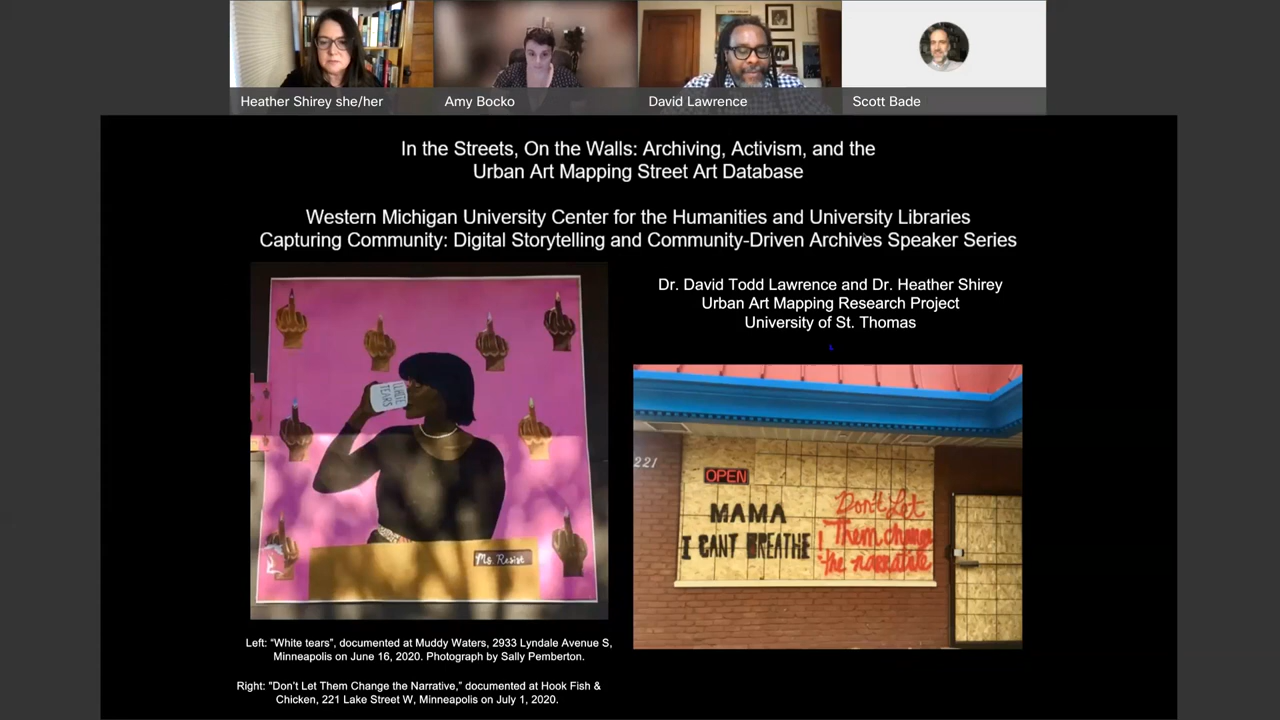 Heather Shirey she/her
Amy Bocko
David Lawrence
Scott Bade
In the Streets, On the Walls: Archiving, Activism, and the
Urban Art Mapping Street Art Database
Western Michigan University Center for the Humanities and University Libraries
Capturing Community: Digital Storytelling and Community-Driven Archives Speaker Series
Dr. David Todd Lawrence and Dr. Heather Shirey
Urban Art Mapping Research Project
University of St. Thomas
WHITE
TEARS
Ms. Resist
221
OPEN
MAMA
I CANT BREATHE
Don't Let
! Them change
the narrative
Left: “White tears”, documented at Muddy Waters, 2933 Lyndale Avenue S,
Minneapolis on June 16, 2020. Photograph by Sally Pemberton.
Right: "Don't Let Them Change the Narrative," documented at Hook Fish &
Chicken, 221 Lake Street W, Minneapolis on July 1, 2020.